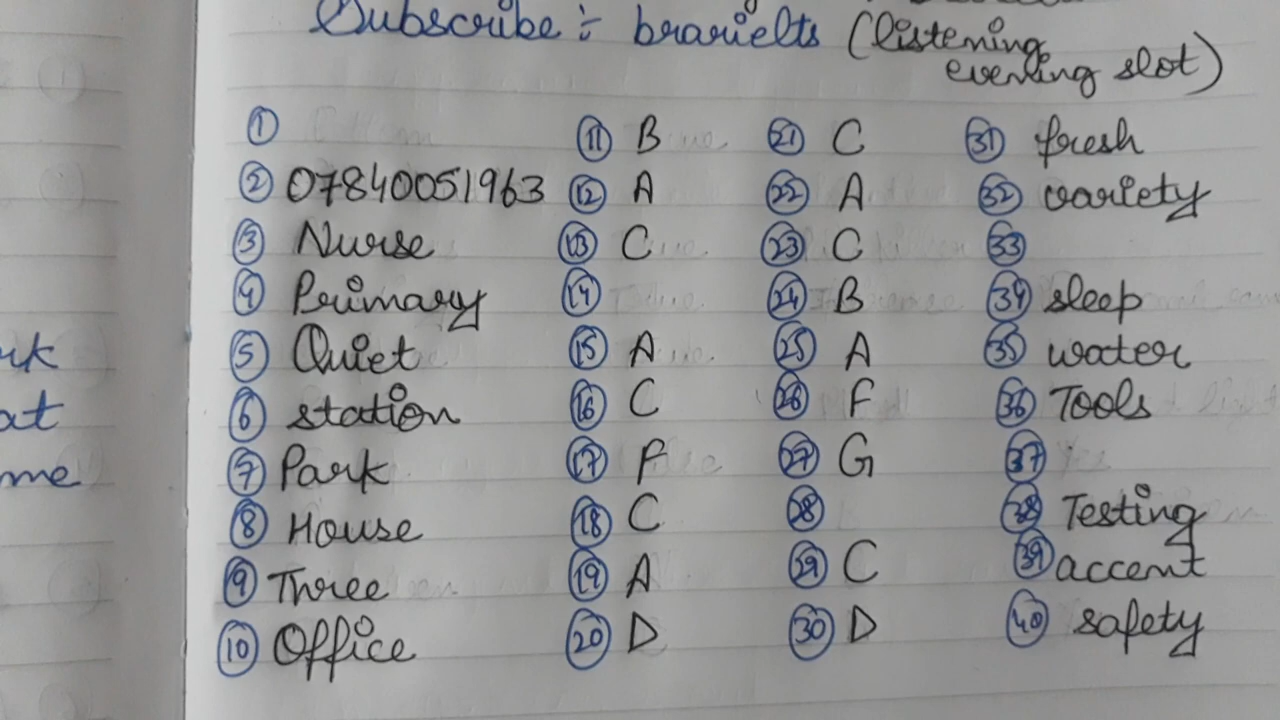 Subscribe :- brarielts (listening
evening slot)
1
2 07840051963
3 Nurse
4 Primary
5 Quiet
6 station
7 Park
8 House
9 Three
10 Office
11 B
12 A
13 C
14
15 A
16 C
17 F
18 C
19 A
20 D
21 C
22 A
23 C
24 B
25 A
26 F
27 G
28
29 C
30 D
31 fresh
32 variety
33
34 sleep
35 water
36 Tools
37
38 Testing
39 accent
40 safety
at
me